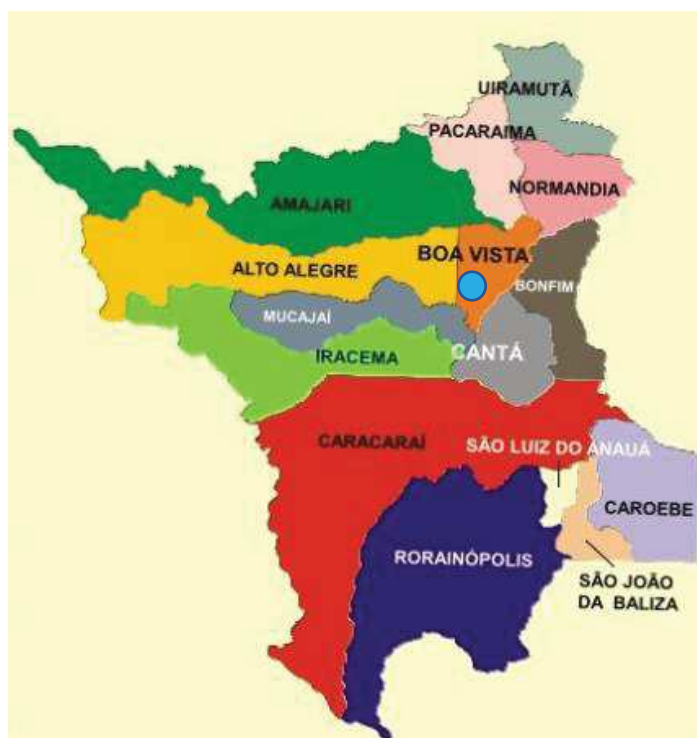 UIRAMUTÃ
PACARAIMA
NORMANDIA
AMAJARI
BOA VISTA
ALTO ALEGRE
BONFIM
MUCAJAÍ
IRACEMA
CANTÁ
CARACARAÍ
SÃO LUIZ DO ANAUÁ
CAROEBE
RORAINÓPOLIS
SÃO JOÃO
DA BALIZA